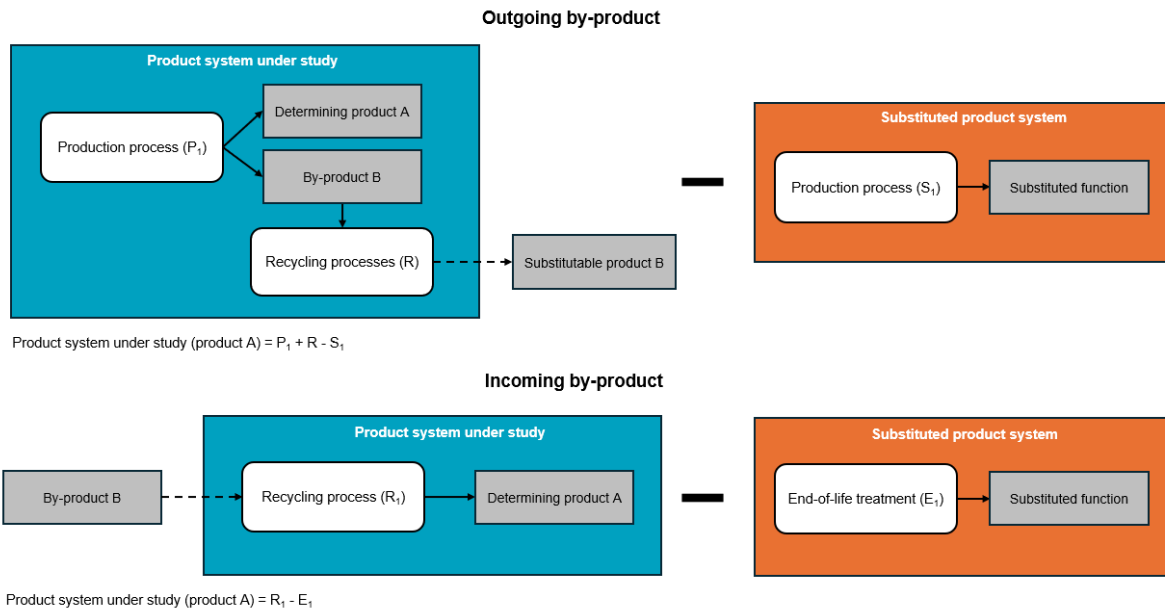 Outgoing by-product
Product system under study
Determining product A
Production process (P₁)
By-product B
Recycling processes (R)
Substitutable product B
Substituted product system
Production process (S₁)
Substituted function
Product system under study (product A) = P₁ + R - S₁
Incoming by-product
Product system under study
By-product B
Recycling process (R₁)
Determining product A
Substituted product system
End-of-life treatment (E₁)
Substituted function
Product system under study (product A) = R₁ - E₁